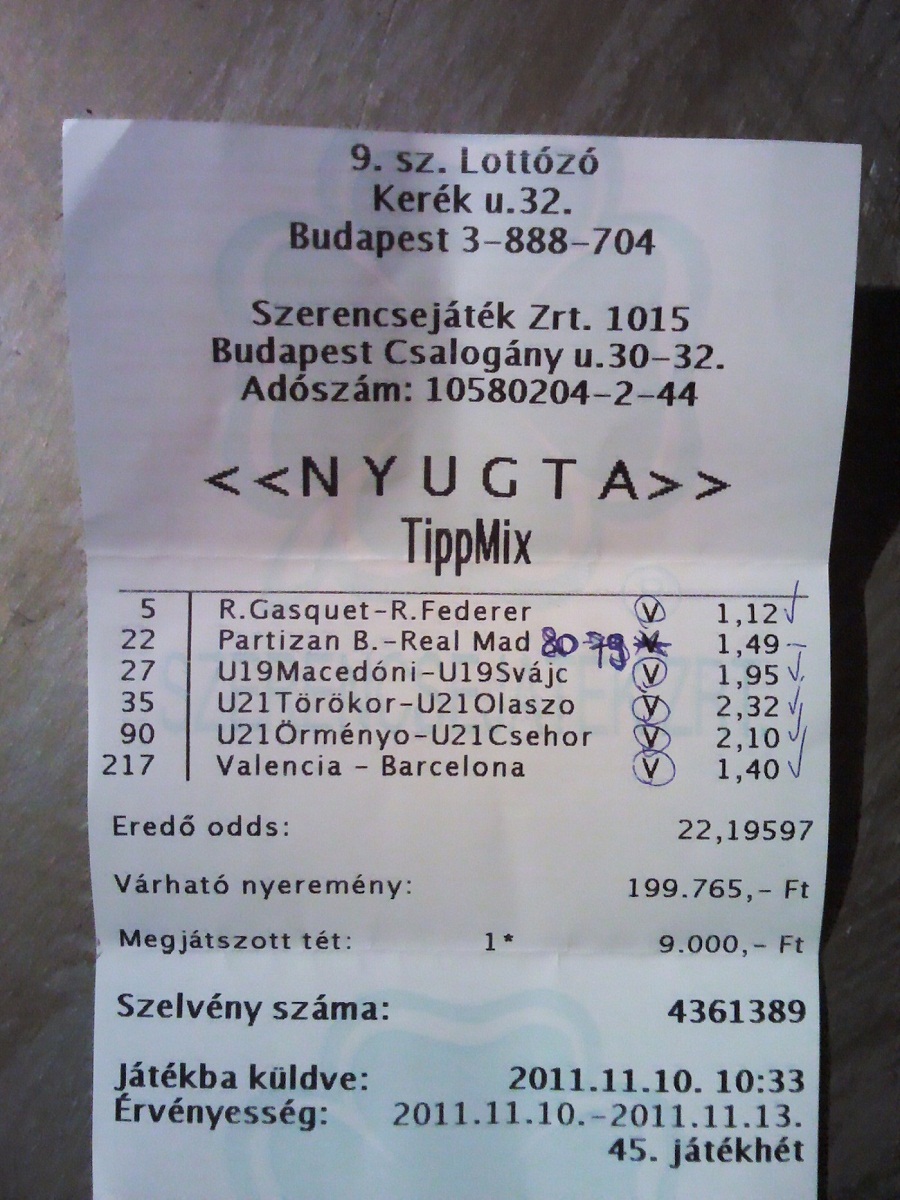 9. sz. Lottózó
Kerék u.32.
Budapest 3-888-704
Szerencsejáték Zrt. 1015
Budapest Csalogány u.30-32.
Adószám: 10580204-2-44
<<NYUGTA>>
TippMix
5 R.Gasquet-R.Federer V 1,12
22 Partizan B.-Real Mad 80-79 V 1,49
27 U19Macedóni-U19Svájc V 1,95
35 U21Törökor-U21Olaszo V 2,32
90 U21Örményo-U21Csehor V 2,10
217 Valencia - Barcelona V 1,40
Eredő odds: 22,19597
Várható nyeremény: 199.765,- Ft
Megjátszott tét: 1* 9.000,- Ft
Szelvény száma: 4361389
Játékba küldve: 2011.11.10. 10:33
Érvényesség: 2011.11.10.-2011.11.13.
45. játékhét